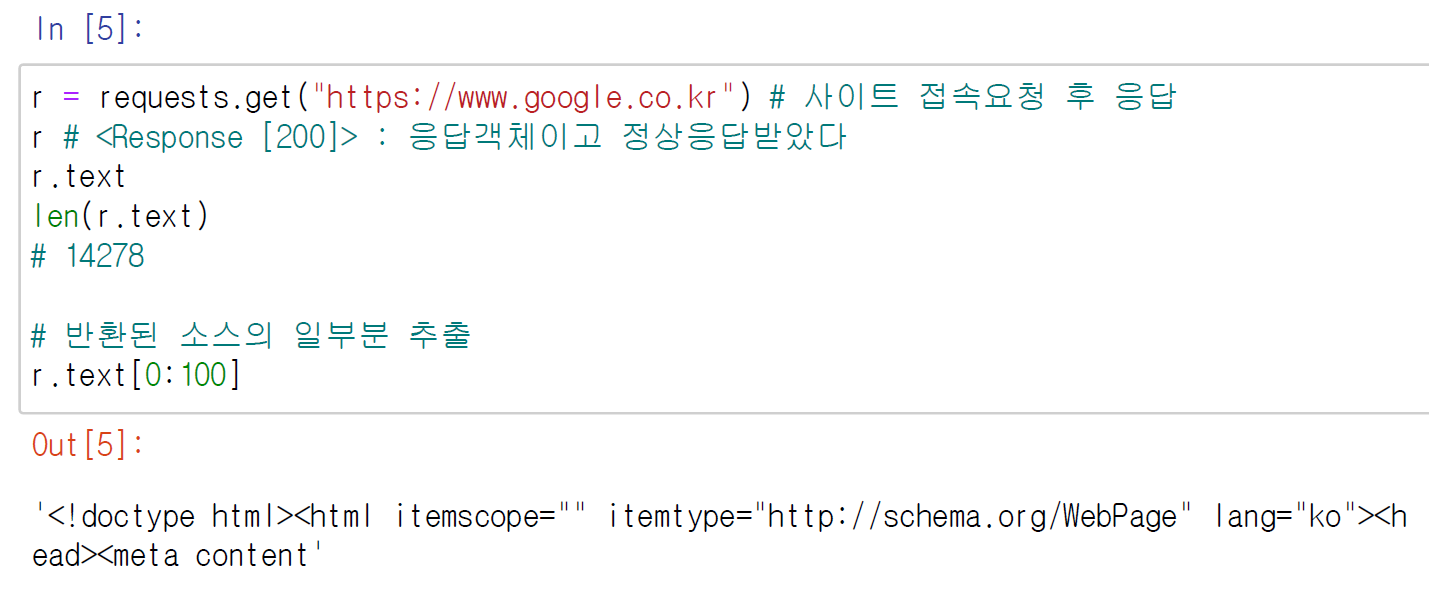 In [5]:
r = requests.get("https://www.google.co.kr") # 사이트 접속요청 후 응답
r # <Response [200]> : 응답객체이고 정상응답받았다
r.text
len(r.text)
# 14278
# 반환된 소스의 일부분 추출
r.text[0:100]
Out[5]:
'<!doctype html><html itemscope="" itemtype="http://schema.org/WebPage" lang="ko"><h
ead><meta content'